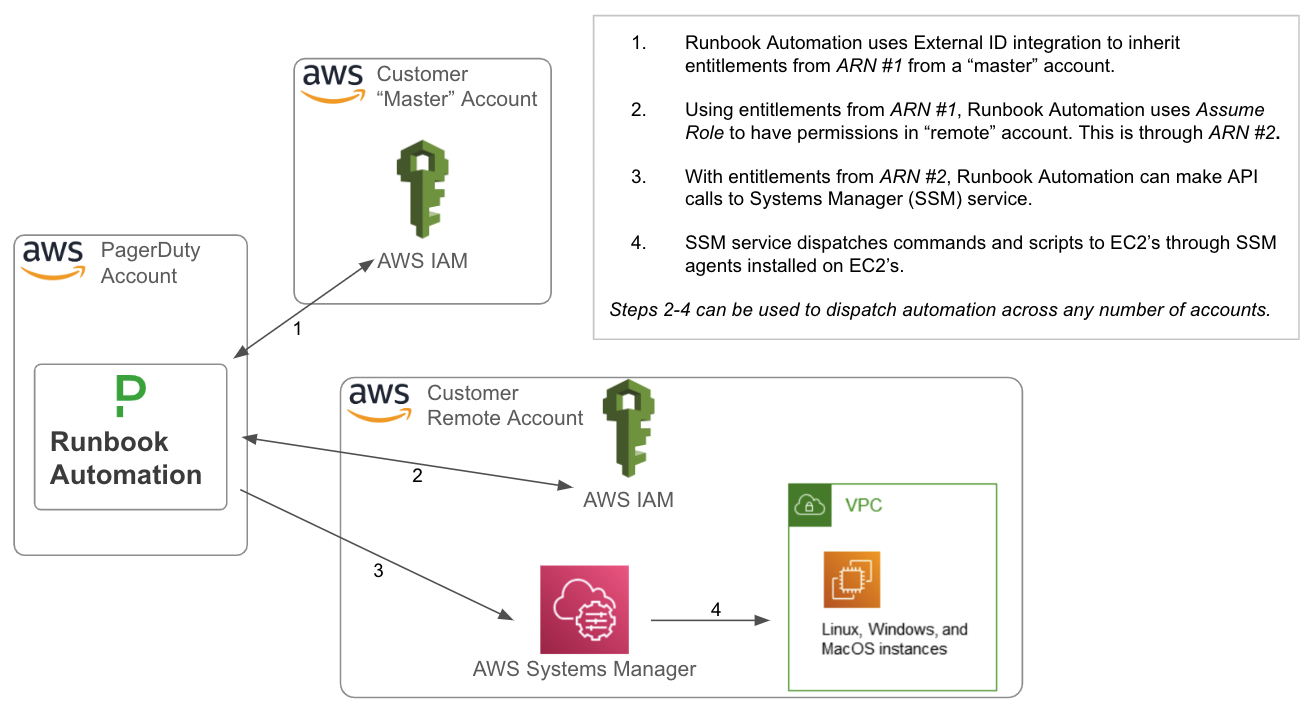 aws
Customer
“Master” Account
AWS IAM
1. Runbook Automation uses External ID integration to inherit
entitlements from ARN #1 from a “master” account.
2. Using entitlements from ARN #1, Runbook Automation uses Assume
Role to have permissions in “remote” account. This is through ARN #2.
3. With entitlements from ARN #2, Runbook Automation can make API
calls to Systems Manager (SSM) service.
4. SSM service dispatches commands and scripts to EC2’s through SSM
agents installed on EC2’s.
Steps 2-4 can be used to dispatch automation across any number of accounts.
aws
PagerDuty
Account
P
Runbook
Automation
1
2
3
aws
Customer
Remote Account
AWS IAM
AWS Systems Manager
4
VPC
Linux, Windows, and
MacOS instances